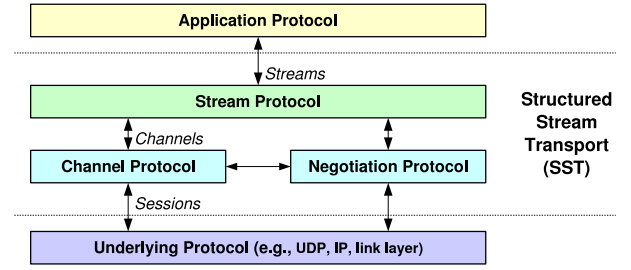 Application Protocol
Streams
Stream Protocol
Channels
Channel Protocol
Negotiation Protocol
Sessions
Underlying Protocol (e.g., UDP, IP, link layer)
Structured
Stream
Transport
(SST)